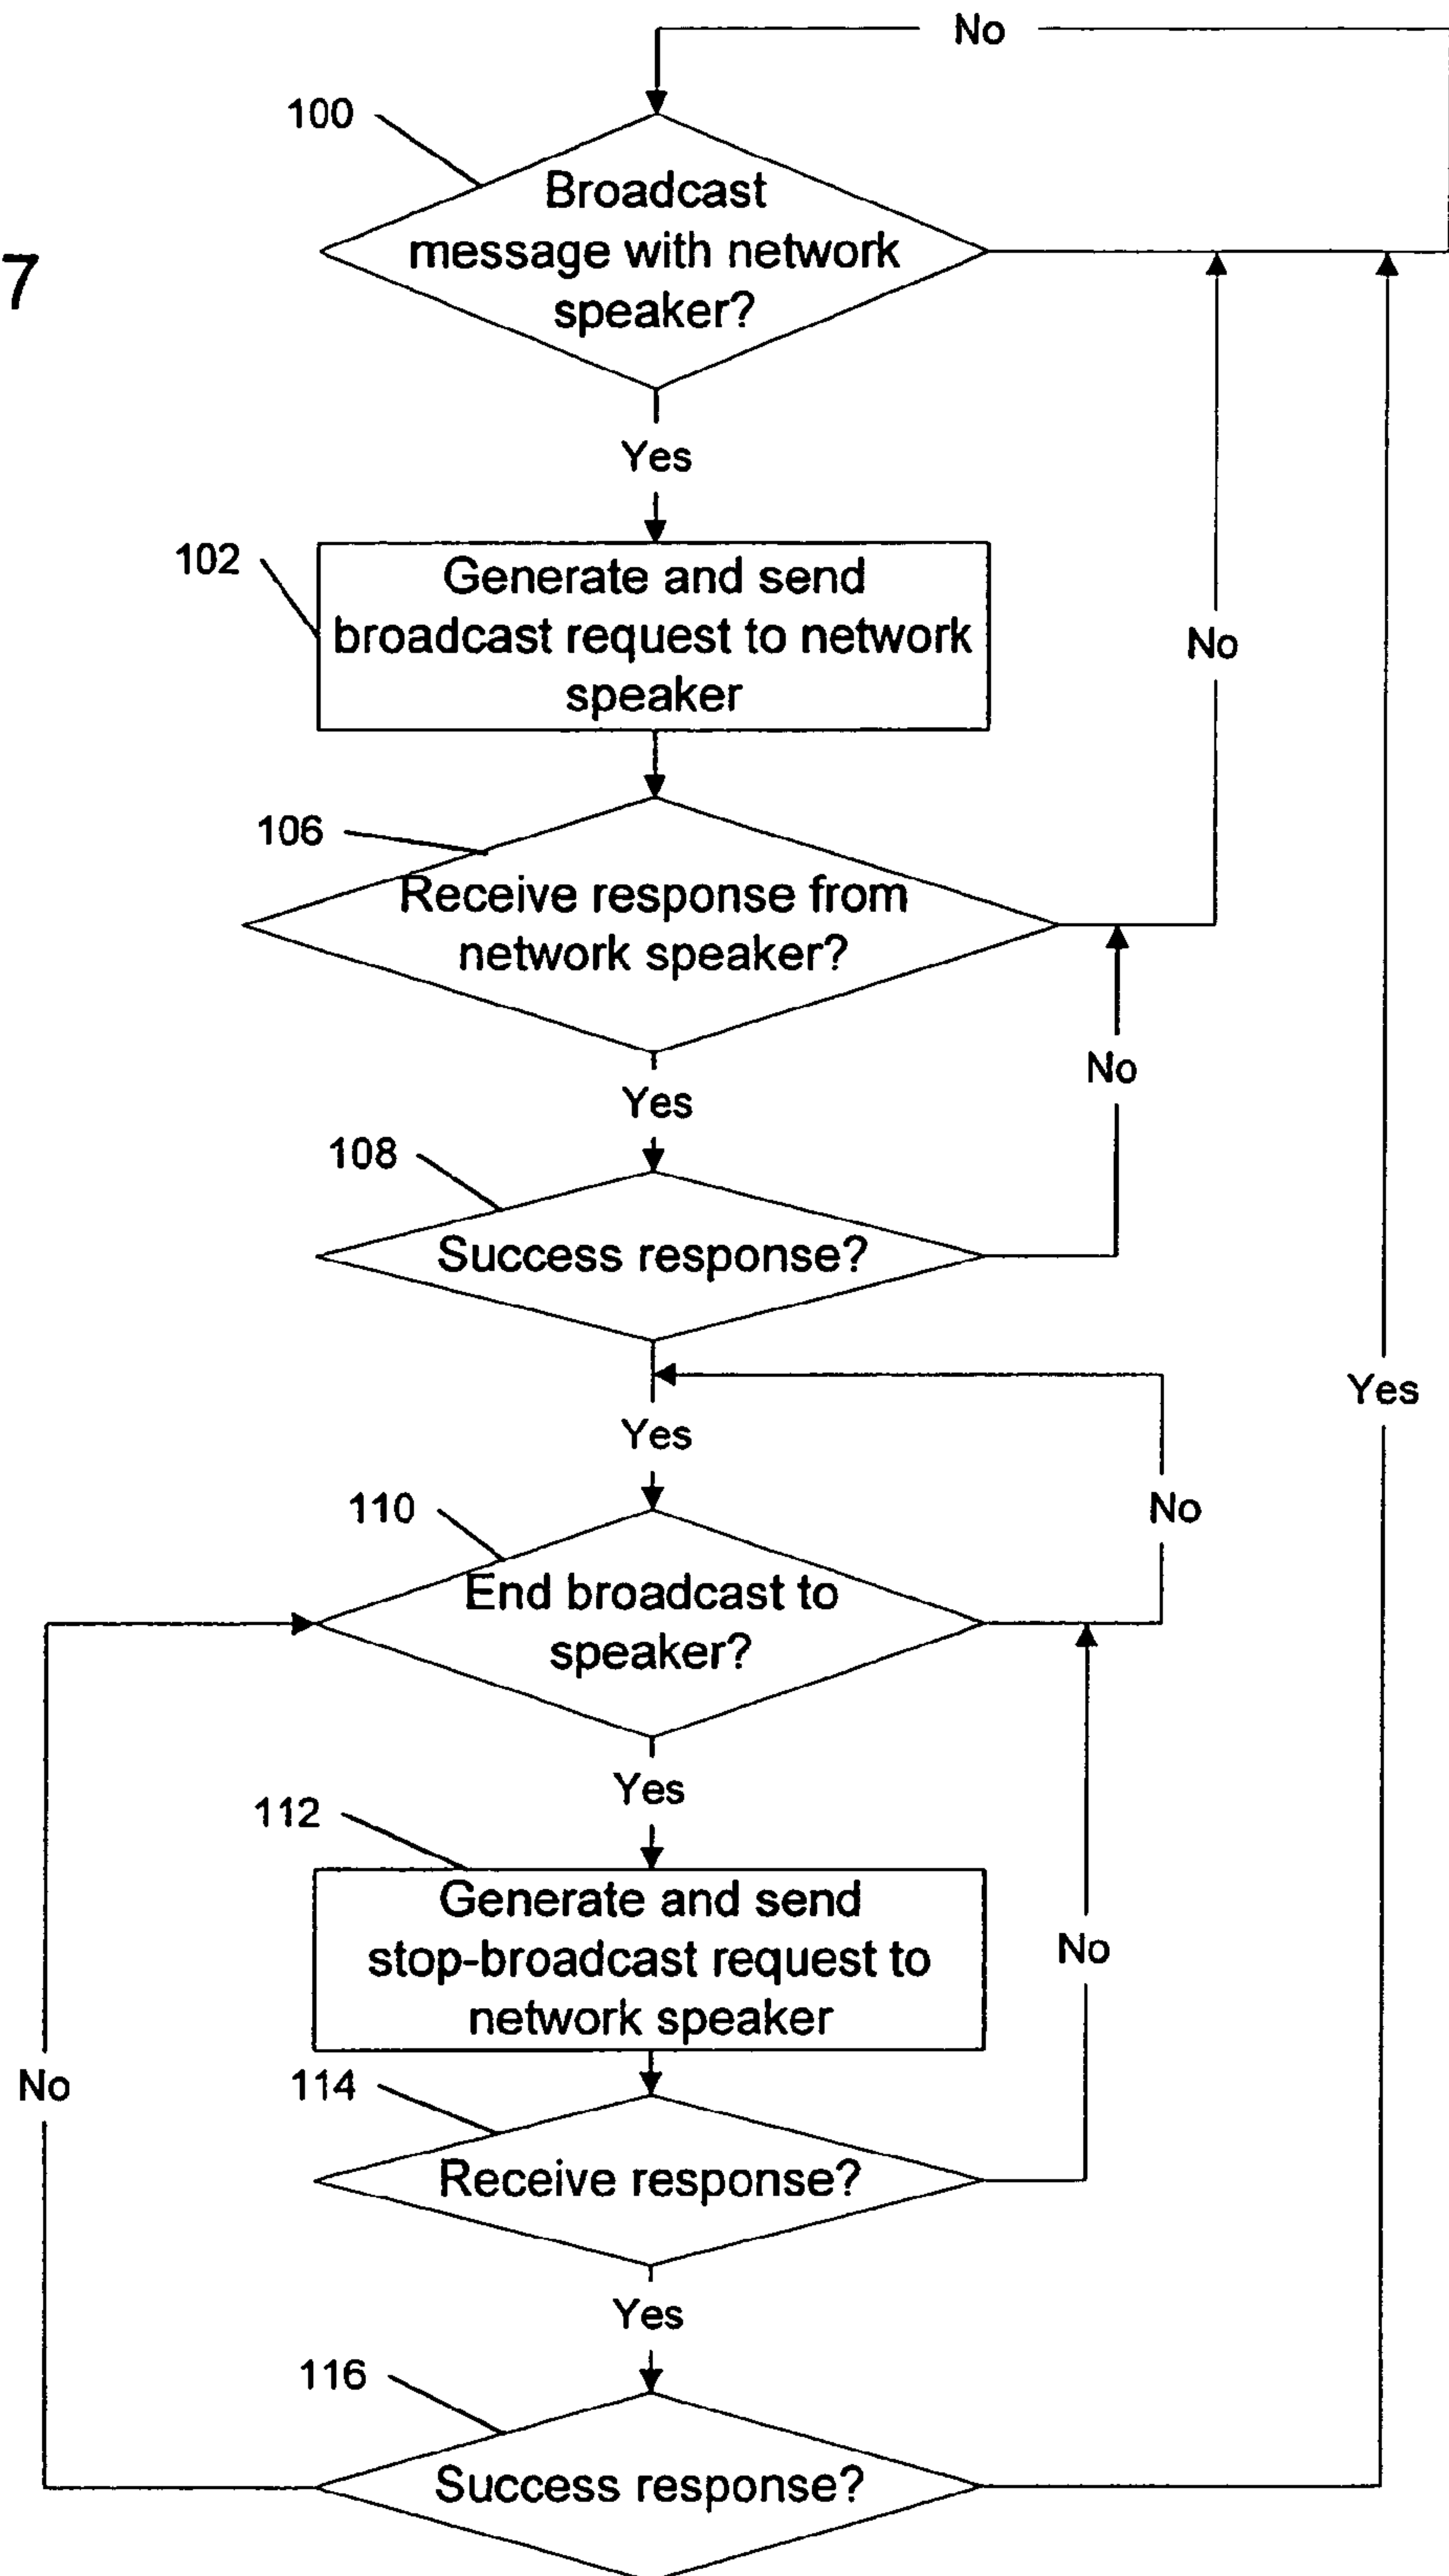 No
100
Broadcast
message with network
speaker?
7
Yes
102
Generate and send
broadcast request to network
speaker
No
106
Receive response from
network speaker?
No
Yes
108
Success response?
Yes
Yes
110
No
End broadcast to
speaker?
Yes
112
Generate and send
stop-broadcast request to
network speaker
No
No
114
Receive response?
Yes
116
Success response?